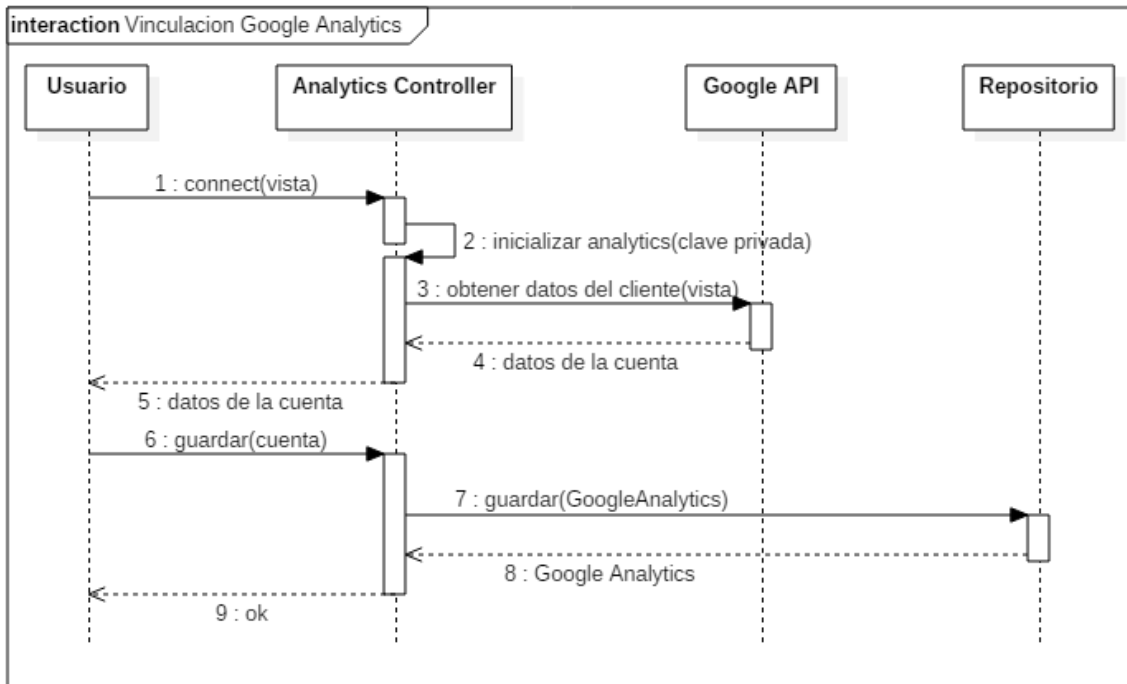 interaction Vinculacion Google Analytics
Usuario
Analytics Controller
Google API
Repositorio
1 : connect(vista)
2 : inicializar analytics(clave privada)
3 : obtener datos del cliente(vista)
4 : datos de la cuenta
5 : datos de la cuenta
6 : guardar(cuenta)
7 : guardar(GoogleAnalytics)
8 : Google Analytics
9 : ok